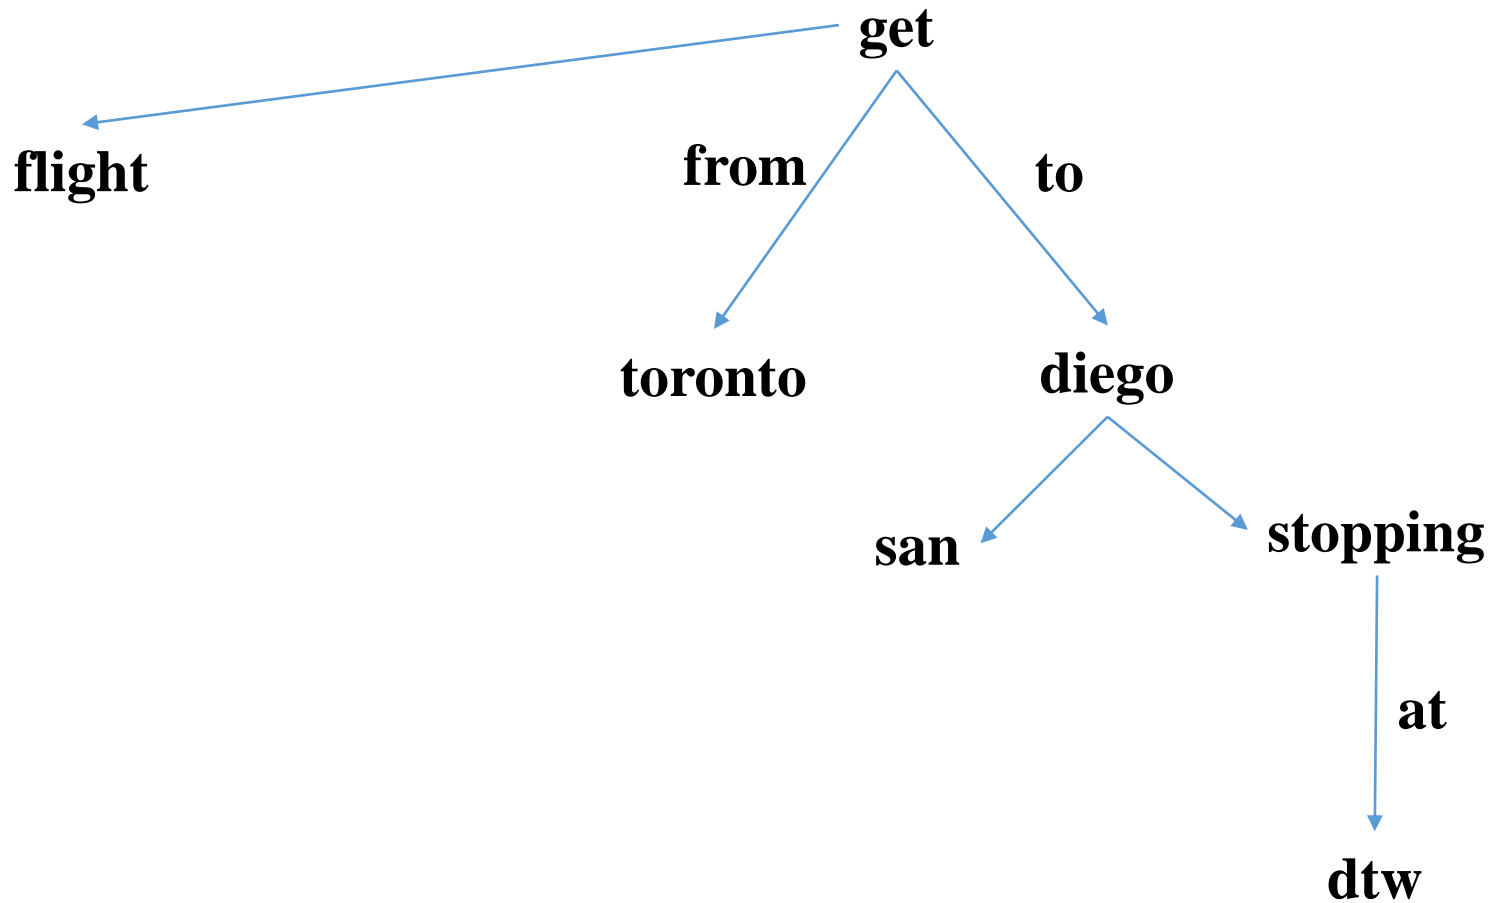 get
flight
from
to
toronto
diego
san
stopping
at
dtw